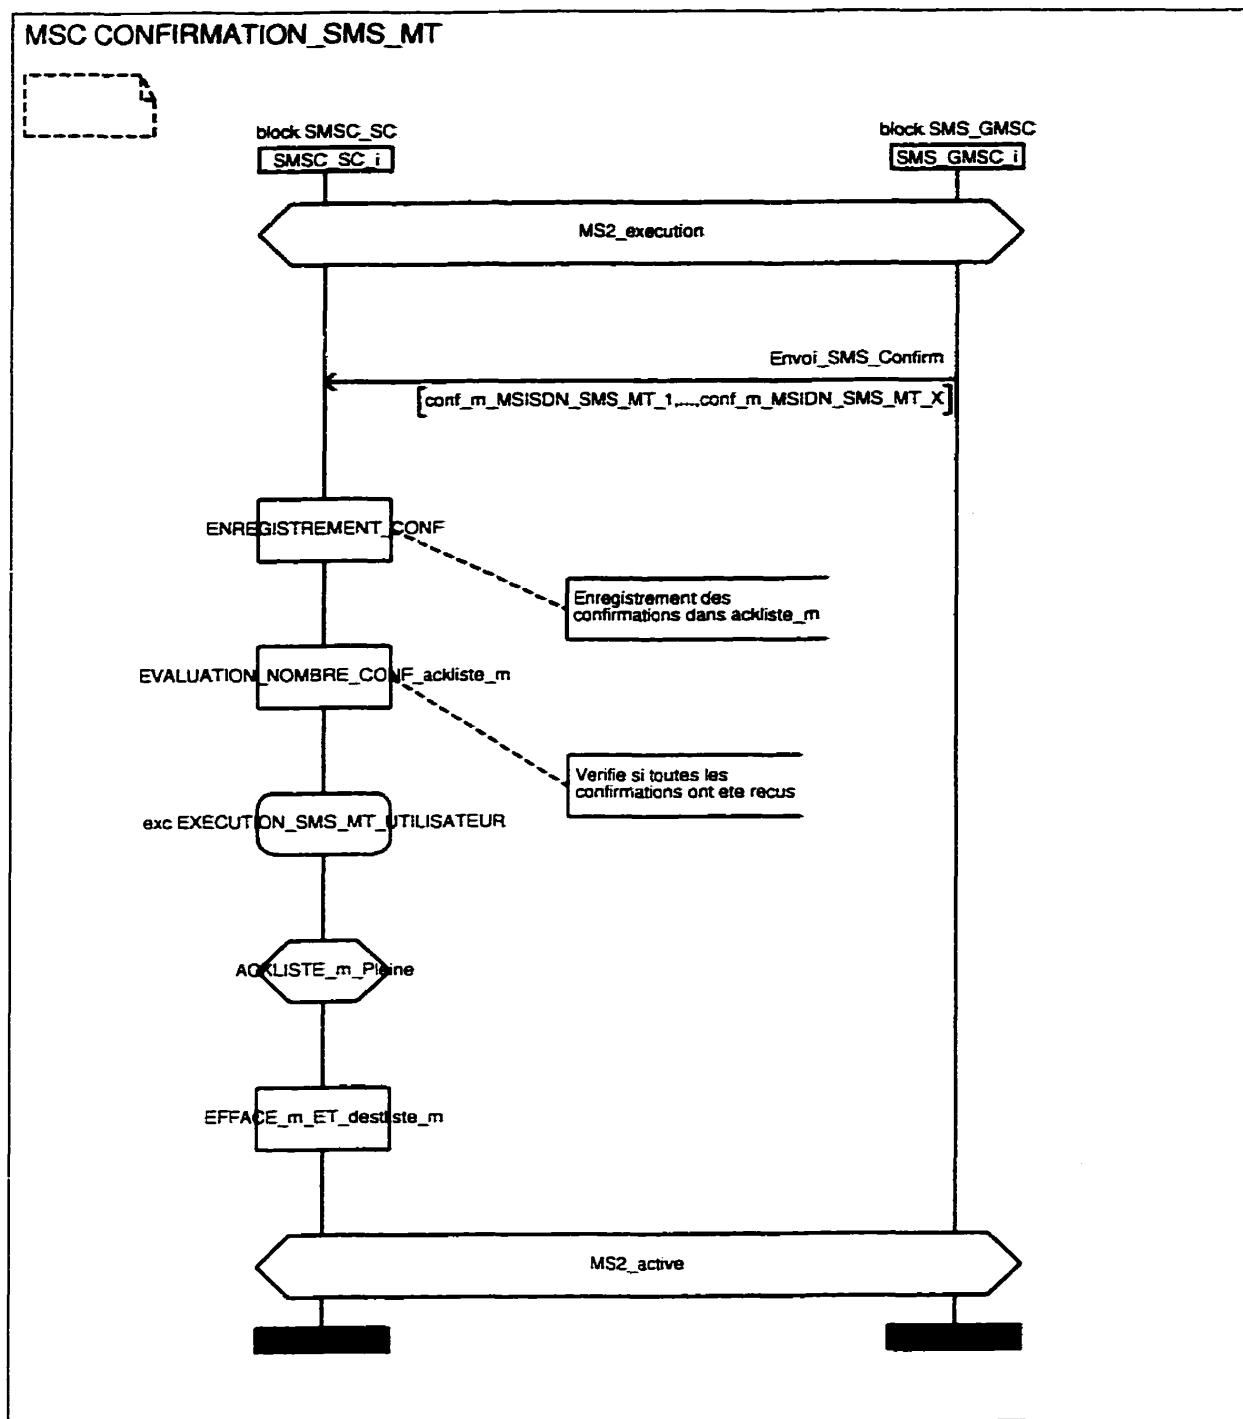 MSC CONFIRMATION_SMS_MT
block SMSC_SC
SMSC_SC_i
block SMS_GMSC
SMS_GMSC_i
MS2_execution
Envoi_SMS_Confirm
[conf_m_MSISDN_SMS_MT_1,...,conf_m_MSIDN_SMS_MT_X]
ENREGISTREMENT_CONF
Enregistrement des
confirmations dans ackliste_m
EVALUATION_NOMBRE_CONF_ackliste_m
Verifie si toutes les
confirmations ont ete recus
exc EXECUTION_SMS_MT_UTILISATEUR
ACKLISTE_m_Pleine
EFFACE_m_ET_destliste_m
MS2_active